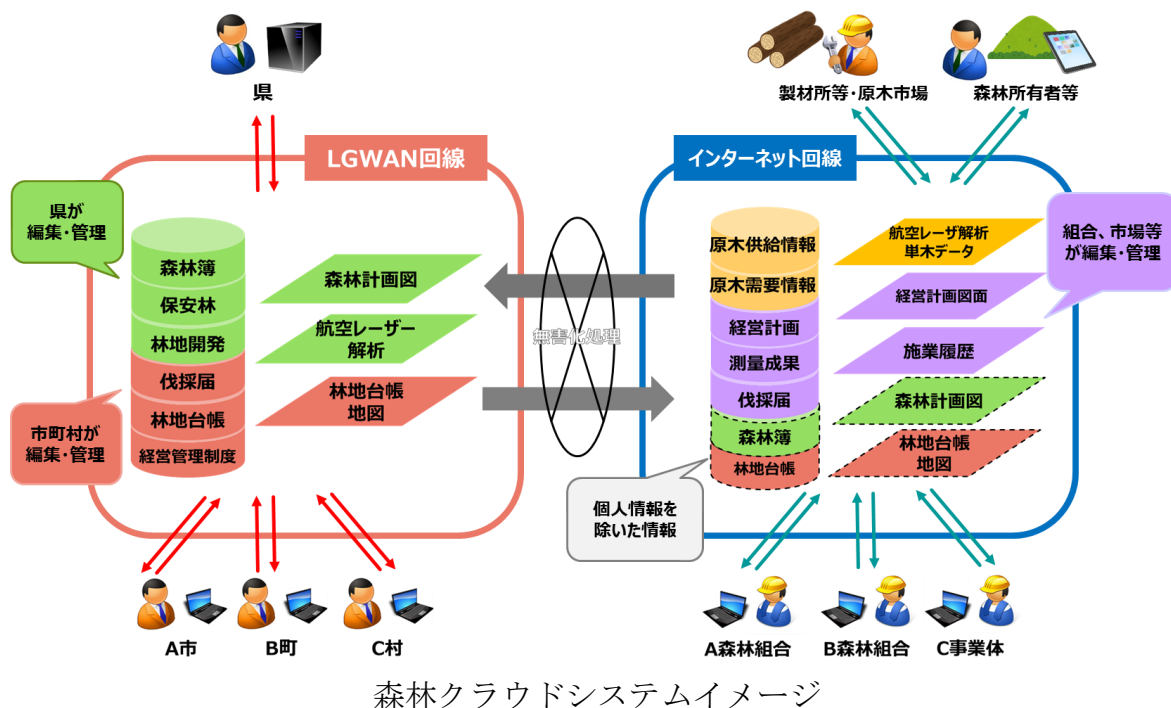 県
製材所等・原木市場
森林所有者等
LGWAN回線
インターネット回線
県が
編集・管理
森林簿
保安林
林地開発
伐採届
林地台帳
経営管理制度
森林計画図
航空レーザー
解析
林地台帳
地図
市町村が
編集・管理
無害化処理
原木供給情報
原木需要情報
経営計画
測量成果
伐採届
森林簿
林地台帳
航空レーザ解析
単木データ
経営計画図面
施業履歴
森林計画図
林地台帳
地図
組合、市場等
が編集・管理
個人情報を
除いた情報
A市
B町
C村
A森林組合
B森林組合
C事業体
森林クラウドシステムイメージ